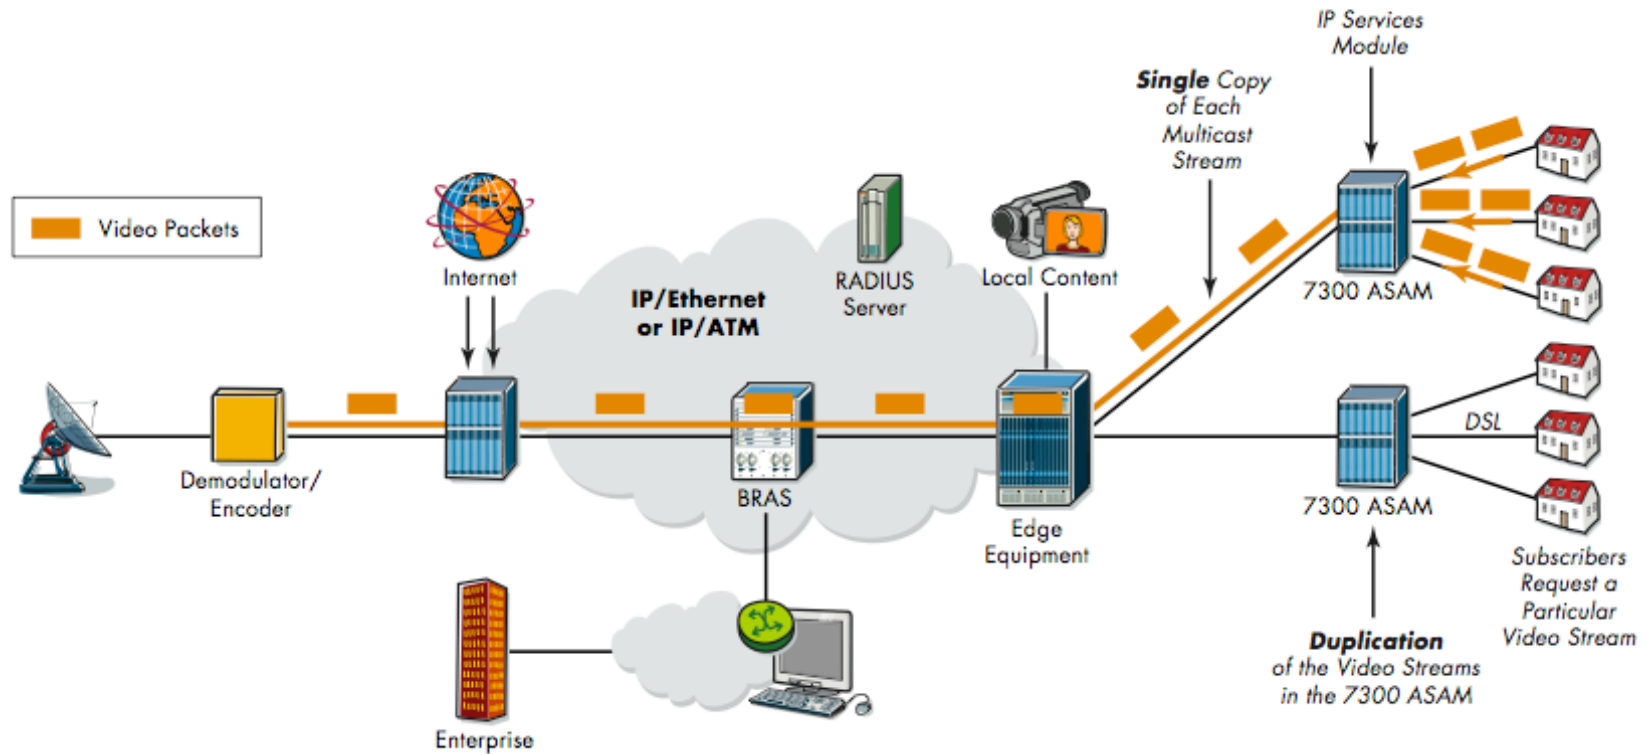 IP Services
Module
Single Copy
of Each
Multicast
Stream
Video Packets
Internet
IP/Ethernet
or IP/ATM
RADIUS
Server
Local Content
7300 ASAM
Demodulator/
Encoder
BRAS
Edge
Equipment
DSL
7300 ASAM
Subscribers
Request a
Particular
Video Stream
Duplication
of the Video Streams
in the 7300 ASAM
Enterprise